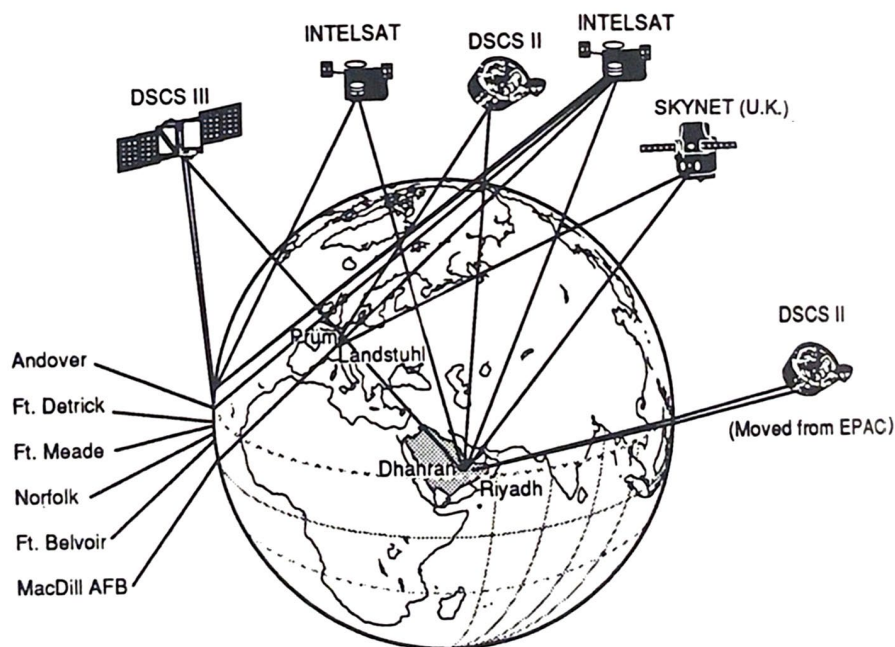 INTELSAT
DSCS II
INTELSAT
DSCS III
SKYNET (U.K.)
DSCS II
(Moved from EPAC)
Prüm
Landstuhl
Andover
Ft. Detrick
Ft. Meade
Norfolk
Ft. Belvoir
MacDill AFB
Dhahran
Riyadh